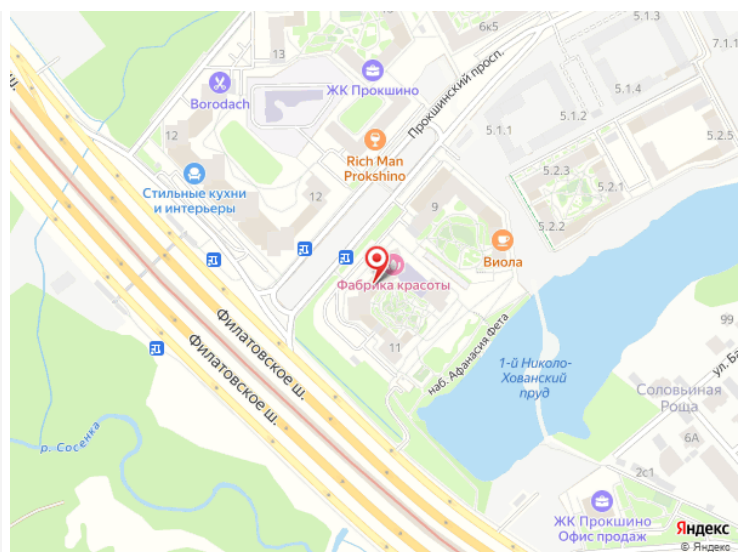 6к5
13
7.1.1
5.1.3
ш.
ЖК Прокшино
Прокшинский просп.
5.1.4
Borodach
5.1.2
5.1.1
12
5.2.5
Rich Man
Prokshino
5.2.3
5.2.1
Стильные кухни
и интерьеры
12
9
5.2.2
Виола
Фабрика красоты
Филатовское ш.
Филатовское ш.
11
наб. Афанасия Фета
1-й Николо-
Хованский
пруд
99
ул. Ба
Соловьиная
Роща
р. Сосенка
6А
2с1
ЖК Прокшино
Офис продаж
Яндекс
© Яндекс